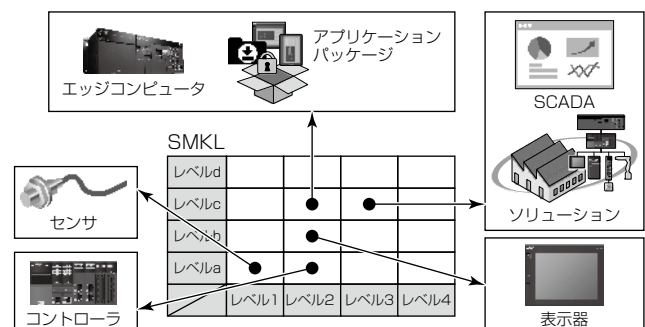 エッジコンピュータ
アプリケーション
パッケージ
SCADA
ソリューション
SMKL
レベルd
レベルc
レベルb
レベルa
レベル1 レベル2 レベル3 レベル4
センサ
コントローラ
表示器